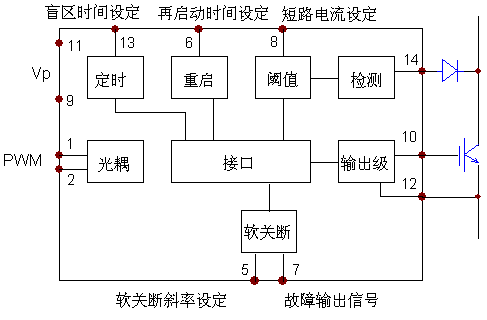 盲区时间设定 再启动时间设定 短路电流设定
11 13 6 8 14
Vp 定时 重启 阈值 检测
9
1 10
PWM 光耦 接口 输出级
2 12
软关断
5 7
软关断斜率设定 故障输出信号